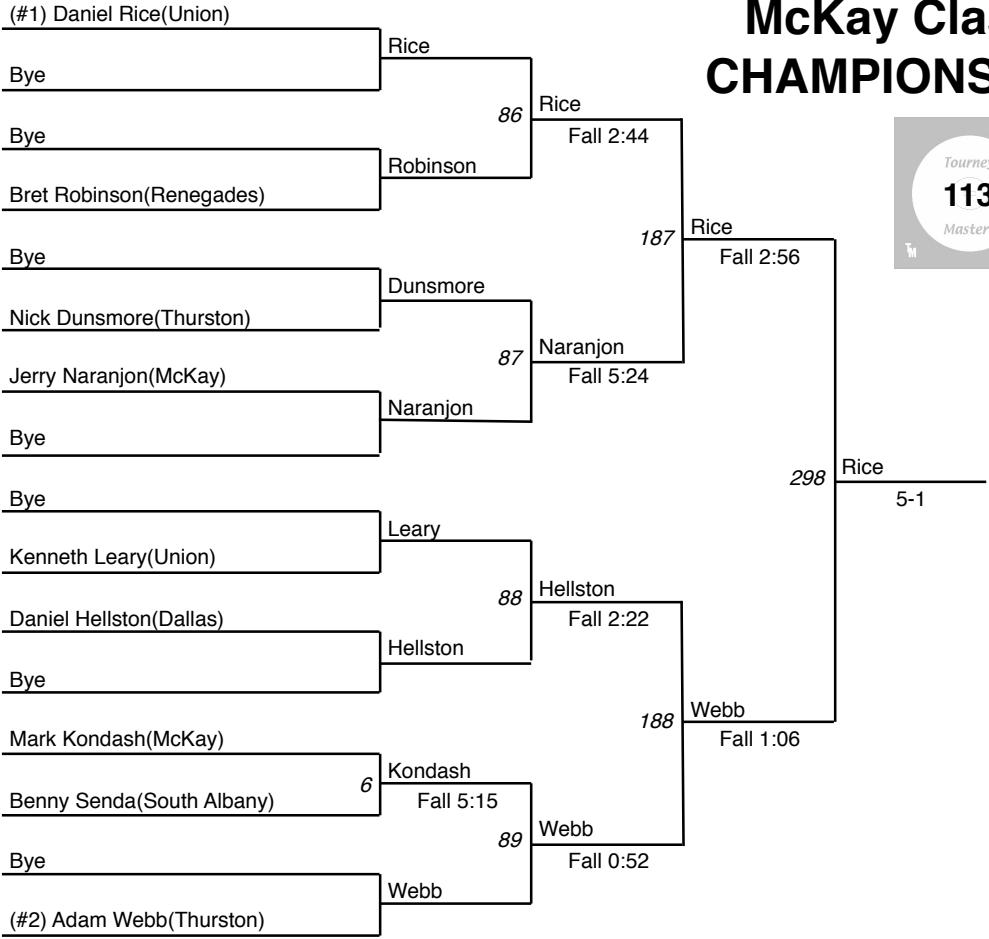 McKay Cla
CHAMPIONS
Tourney
113
Master
TM
(#1) Daniel Rice(Union)
Bye
Bye
Bret Robinson(Renegades)
Bye
Nick Dunsmore(Thurston)
Jerry Naranjon(McKay)
Bye
Bye
Kenneth Leary(Union)
Daniel Hellston(Dallas)
Bye
Mark Kondash(McKay)
Benny Senda(South Albany)
Bye
(#2) Adam Webb(Thurston)
Rice
Robinson
Dunsmore
Naranjon
Leary
Hellston
6
Kondash
Fall 5:15
Webb
86
Rice
Fall 2:44
87
Naranjon
Fall 5:24
88
Hellston
Fall 2:22
89
Webb
Fall 0:52
187
Rice
Fall 2:56
188
Webb
Fall 1:06
298
Rice
5-1